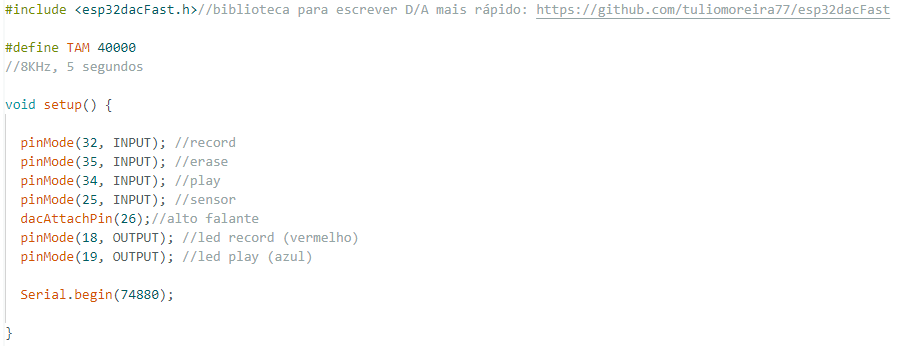 #include <esp32dacFast.h>//biblioteca para escrever D/A mais rápido: https://github.com/tuliomoreira77/esp32dacFast
#define TAM 40000
//8KHz, 5 segundos
void setup() {
pinMode(32, INPUT); //record
pinMode(35, INPUT); //erase
pinMode(34, INPUT); //play
pinMode(25, INPUT); //sensor
dacAttachPin(26);//alto falante
pinMode(18, OUTPUT); //led record (vermelho)
pinMode(19, OUTPUT); //led play (azul)
Serial.begin(74880);
}